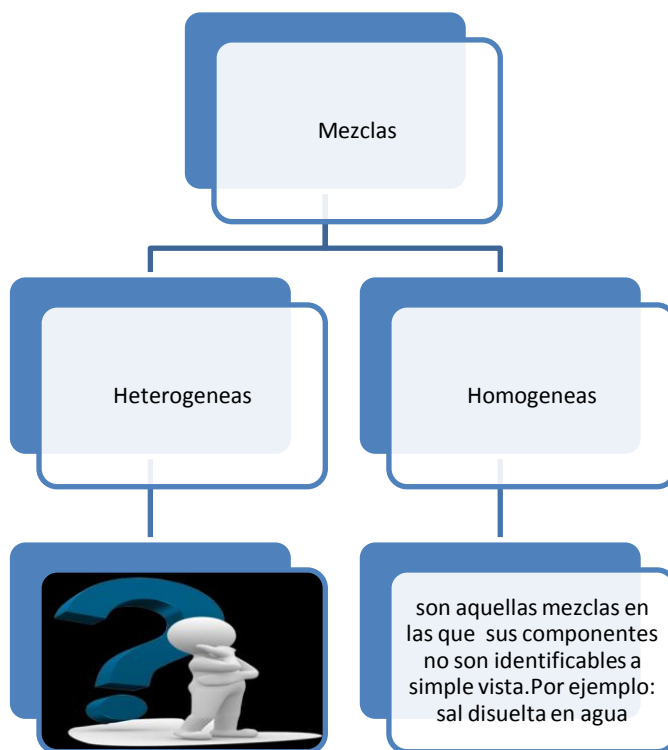 Mezclas
Heterogeneas
Homogeneas
son aquellas mezclas en
las que sus componentes
no son identificables a
simple vista.Por ejemplo:
sal disuelta en agua